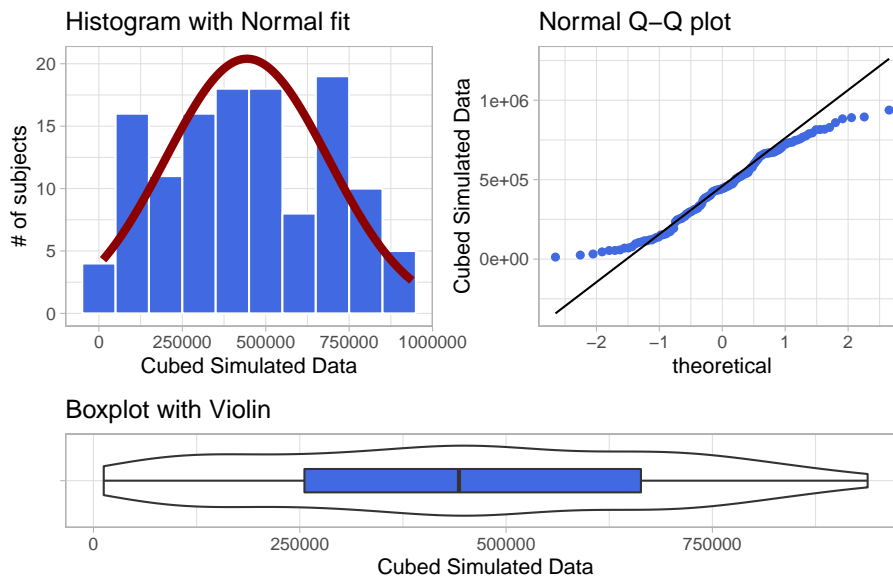 Histogram with Normal fit
20
15
10
5
0
# of subjects
0 250000 500000 750000 1000000
Cubed Simulated Data
Normal Q−Q plot
1e+06
5e+05
0e+00
Cubed Simulated Data
−2 −1 0 1 2
theoretical
Boxplot with Violin
0 250000 500000 750000
Cubed Simulated Data